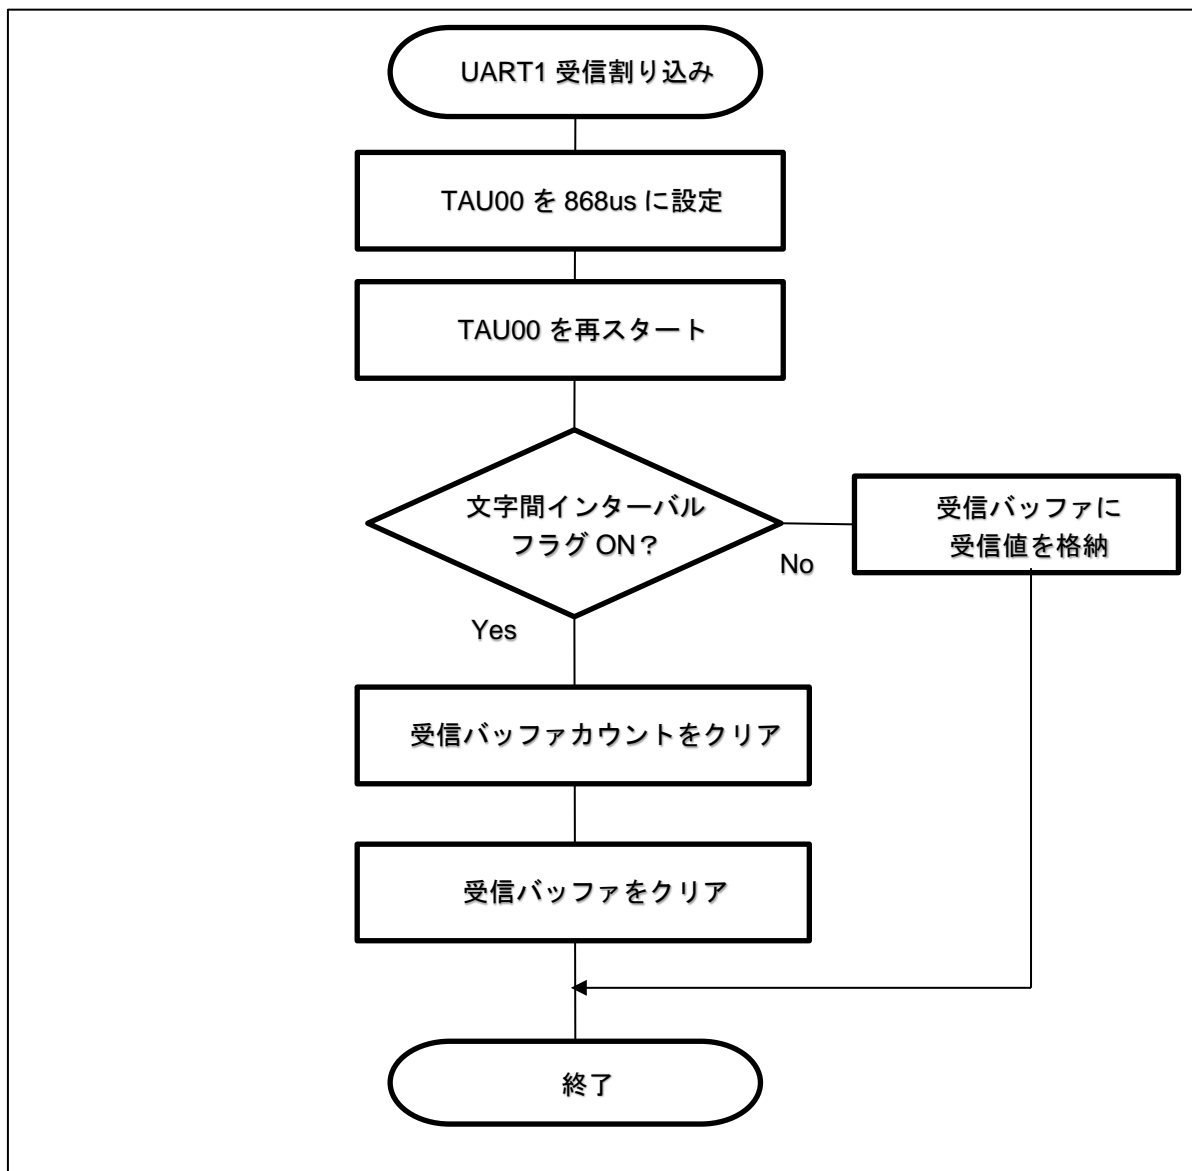 UART1 受信割り込み
TAU00 を 868us に設定
TAU00 を再スタート
文字間インターバル
フラグ ON？
No
受信バッファに
受信値を格納
Yes
受信バッファカウントをクリア
受信バッファをクリア
終了